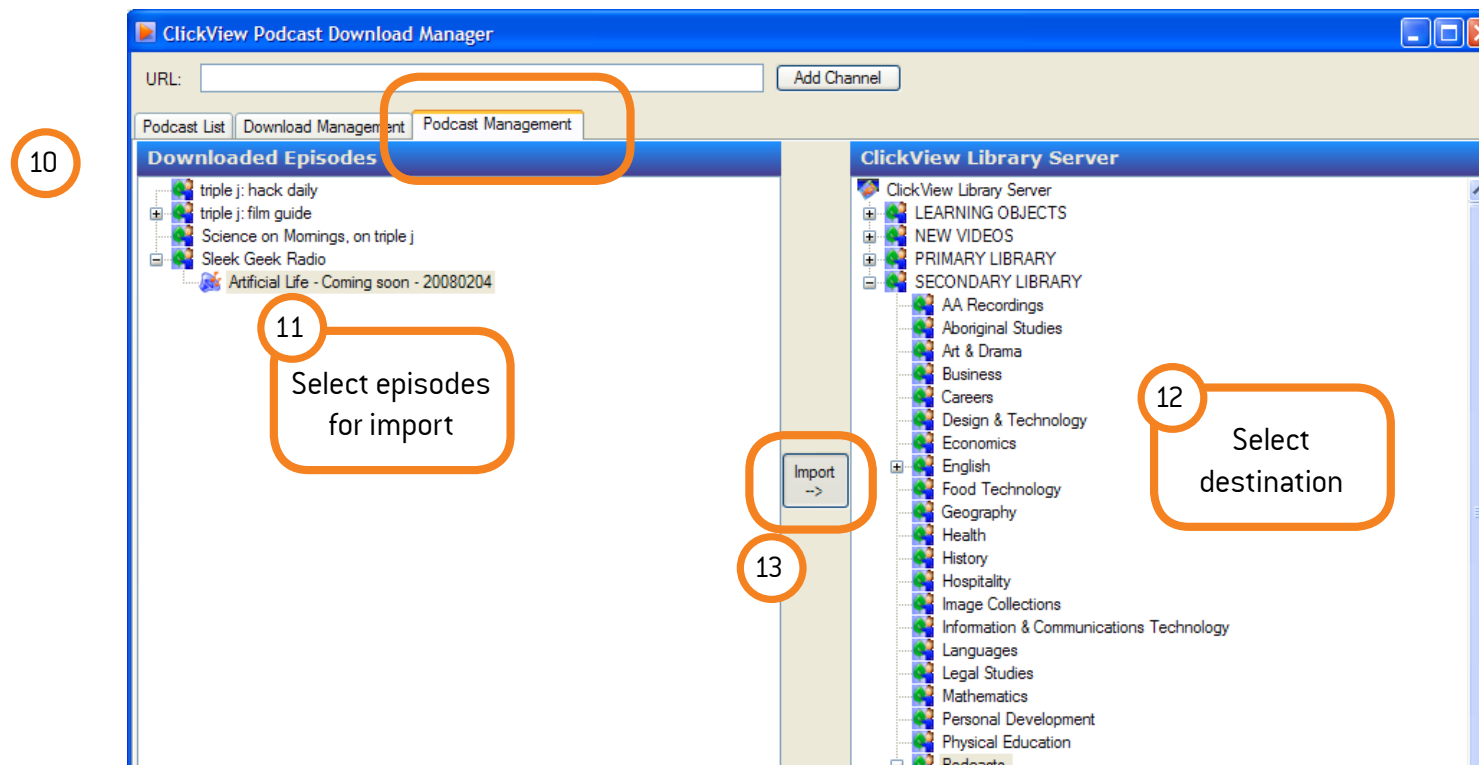 ClickView Podcast Download Manager
URL:
Add Channel
Podcast List
Download Management
Podcast Management
10
Downloaded Episodes
triple j: hack daily
triple j: film guide
Science on Mornings, on triple j
Sleek Geek Radio
Artificial Life - Coming soon - 20080204
11
Select episodes
for import
Import
-->
13
ClickView Library Server
ClickView Library Server
LEARNING OBJECTS
NEW VIDEOS
PRIMARY LIBRARY
SECONDARY LIBRARY
AA Recordings
Aboriginal Studies
Art & Drama
Business
Careers
Design & Technology
Economics
English
Food Technology
Geography
Health
History
Hospitality
Image Collections
Information & Communications Technology
Languages
Legal Studies
Mathematics
Personal Development
Physical Education
Podcasts
12
Select
destination